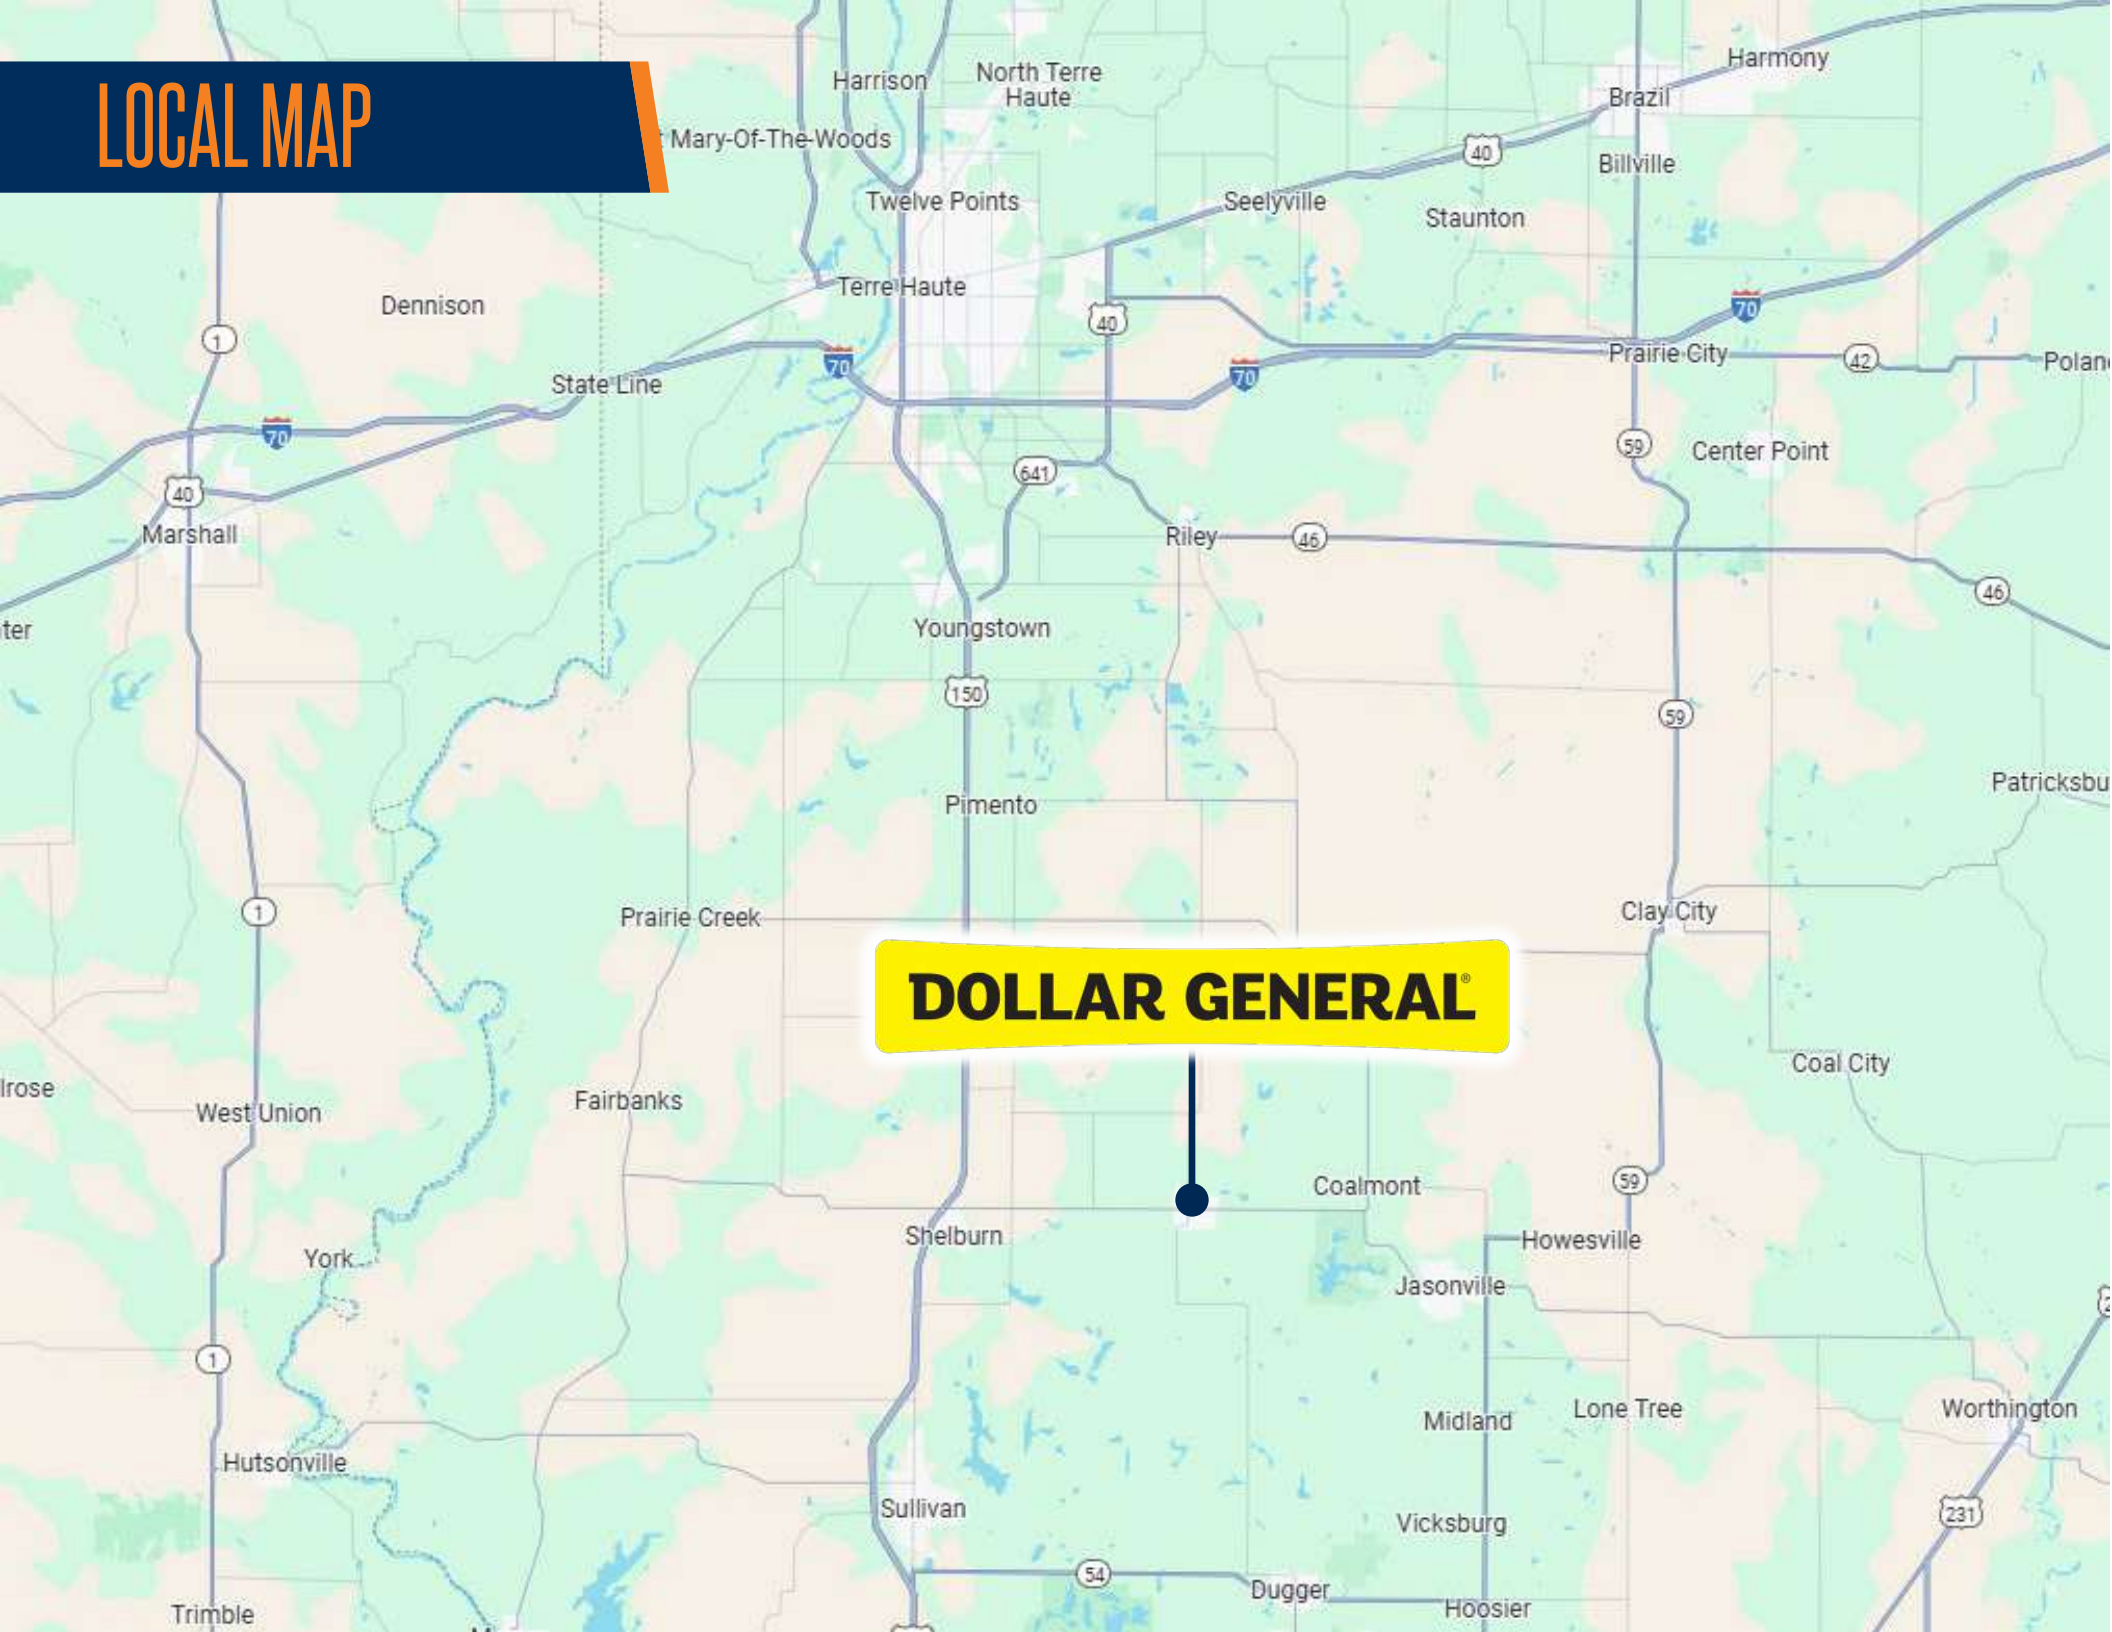 LOCAL MAP
Harmony
Harrison
North Terre
Haute
Brazil
Mary-Of-The-Woods
40
Billville
Twelve Points
Seelyville
Staunton
Terre Haute
Dennison
70
1
40
Prairie City
42
70
70
State Line
70
59
Center Point
641
40
Marshall
Riley
46
46
Youngstown
150
59
Pimento
1
Prairie Creek
Clay City
DOLLAR GENERAL®
Coal City
West Union
Fairbanks
Coalmont
59
Shelburn
Howesville
York
Jasonville
1
Midland
Lone Tree
Worthington
Hutsonville
Sullivan
Vicksburg
231
54
Dugger
Hoosier
Trimble